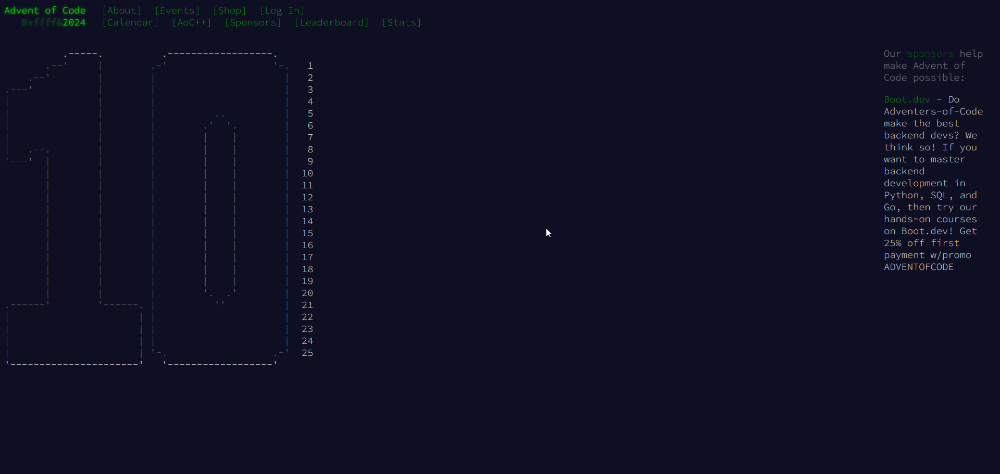 Advent of Code [About] [Events] [Shop] [Log In]
0xffff&2024 [Calendar] [AoC++] [Sponsors] [Leaderboard] [Stats]
1
2
3
4
5
6
7
8
9
10
11
12
13
14
15
16
17
18
19
20
21
22
23
24
25
Our sponsors help
make Advent of
Code possible:
Boot.dev - Do
Adventers-of-Code
make the best
backend devs? We
think so! If you
want to master
backend
development in
Python, SQL, and
Go, then try our
hands-on courses
on Boot.dev! Get
25% off first
payment w/promo
ADVENTOFCODE